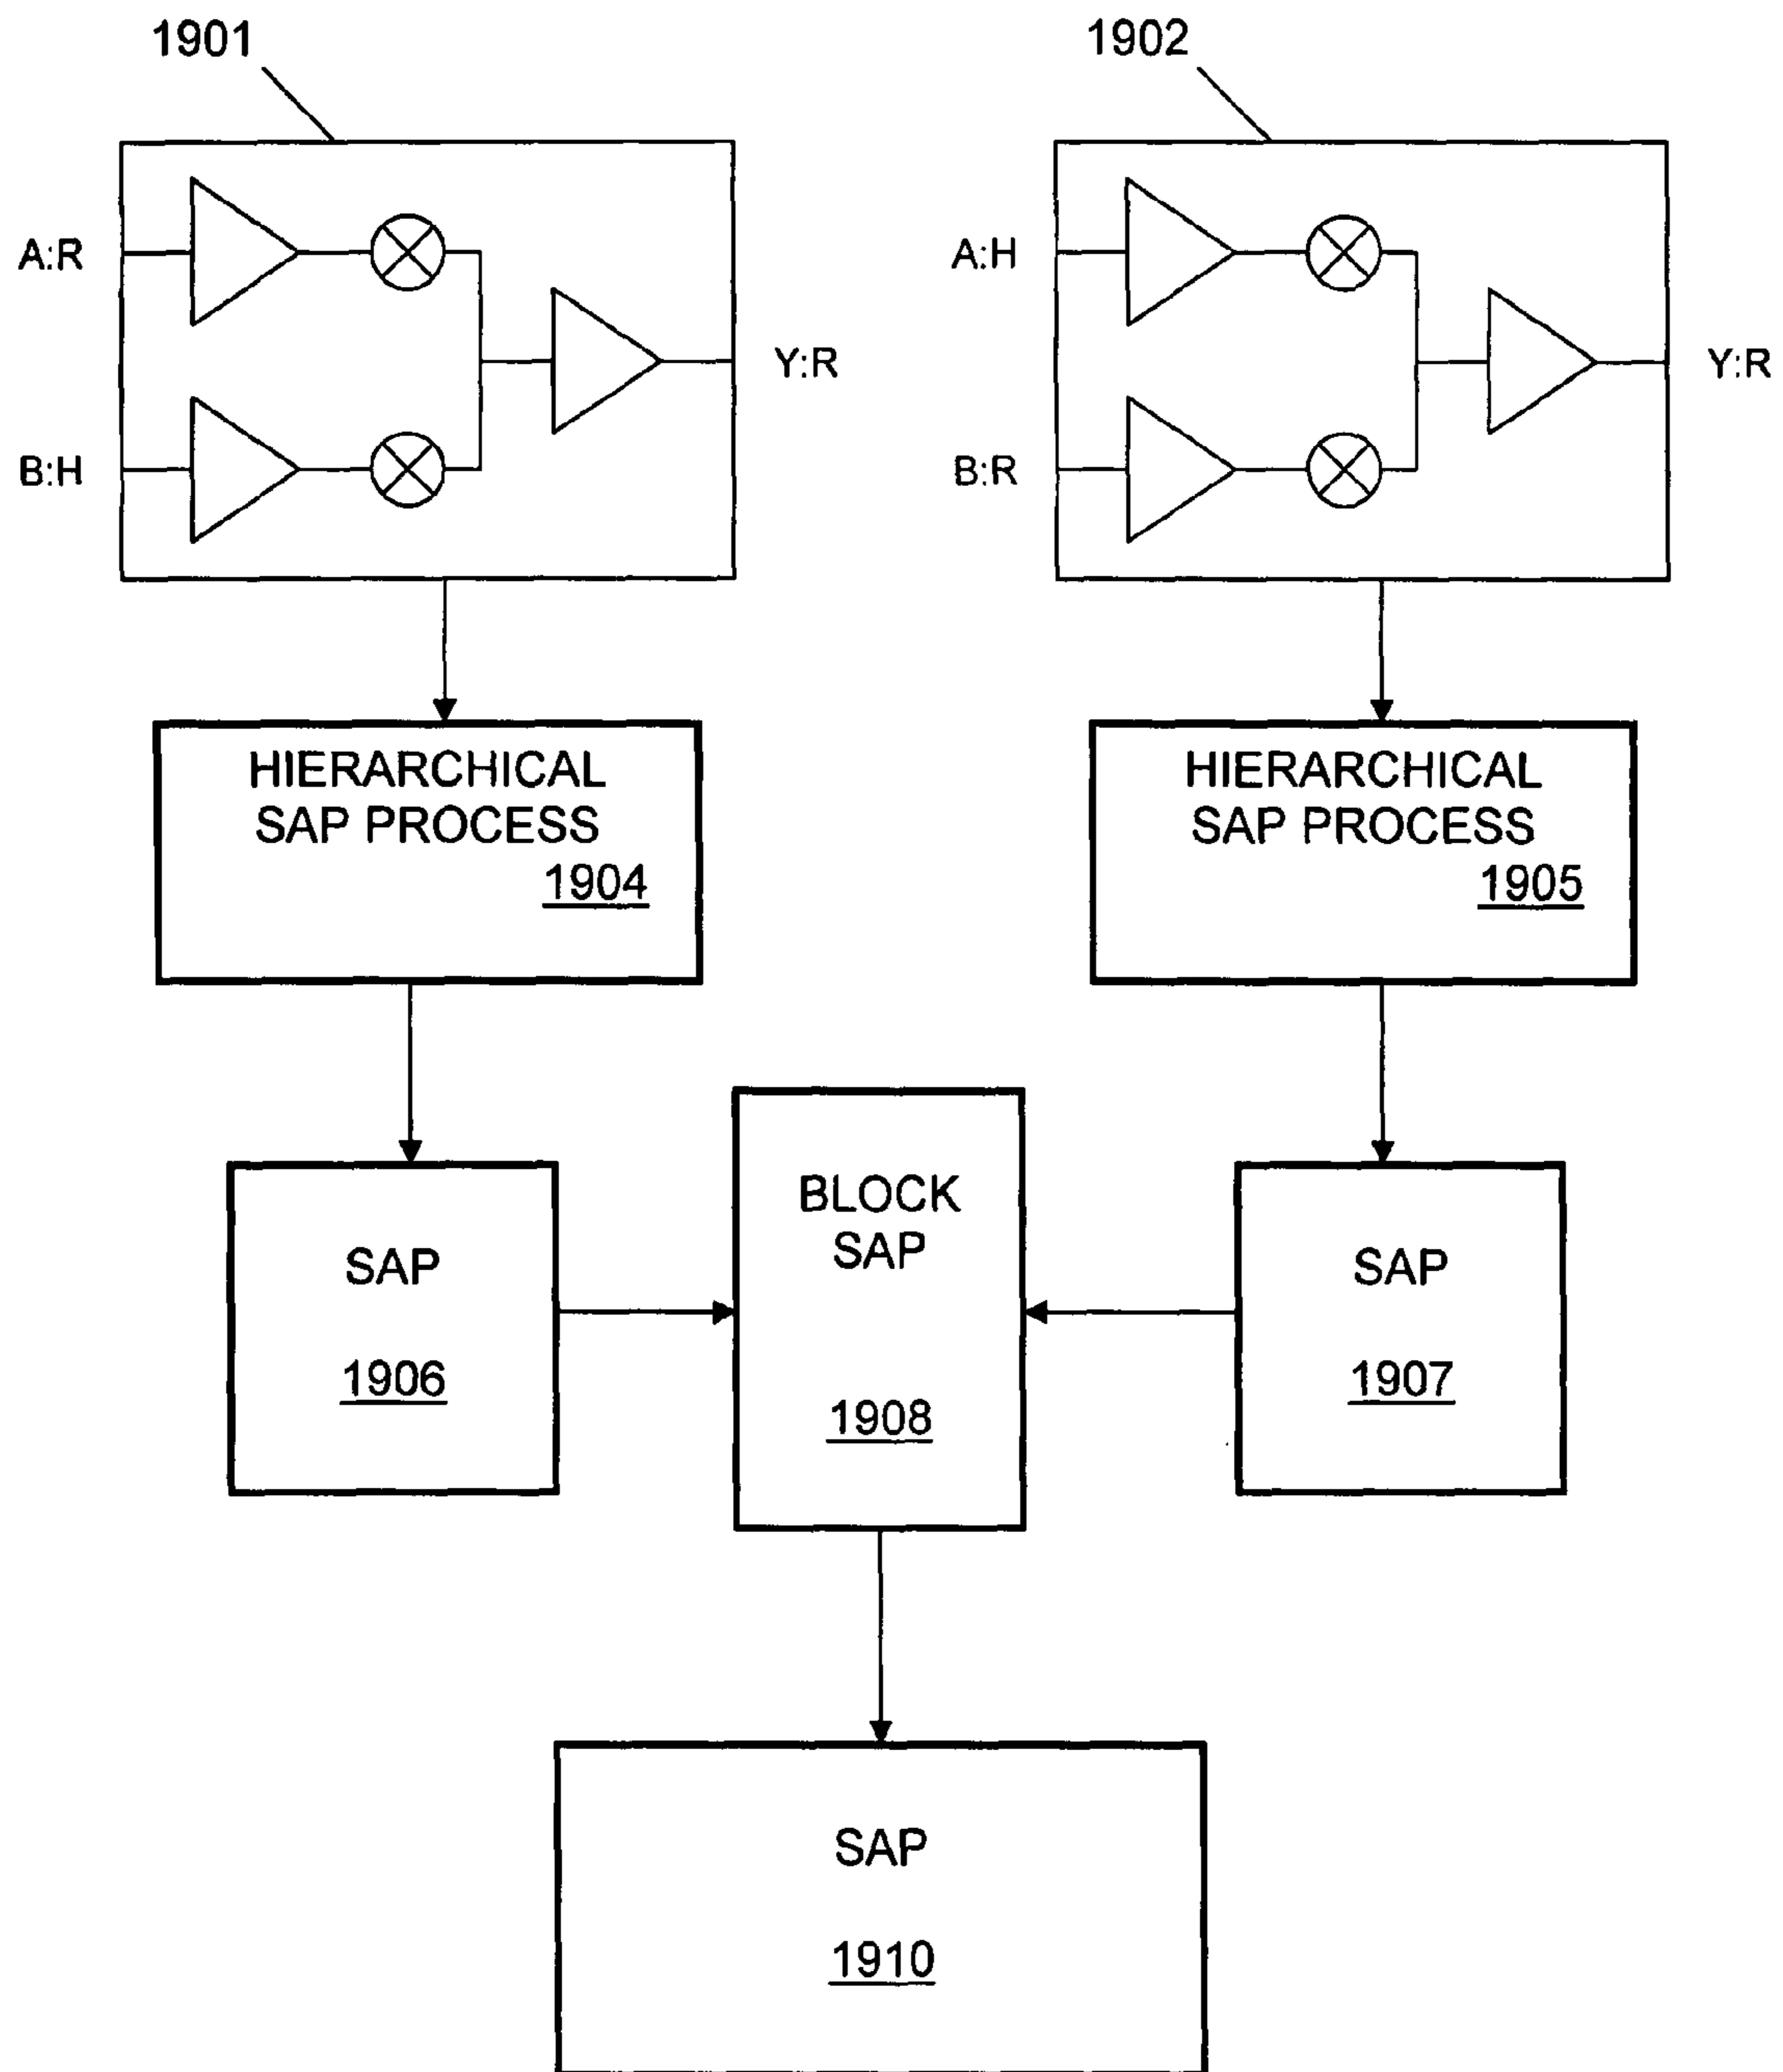 1901
1902
A:R
B:H
Y:R
A:H
B:R
Y:R
HIERARCHICAL
SAP PROCESS
1904
HIERARCHICAL
SAP PROCESS
1905
SAP
1906
BLOCK
SAP
1908
SAP
1907
SAP
1910